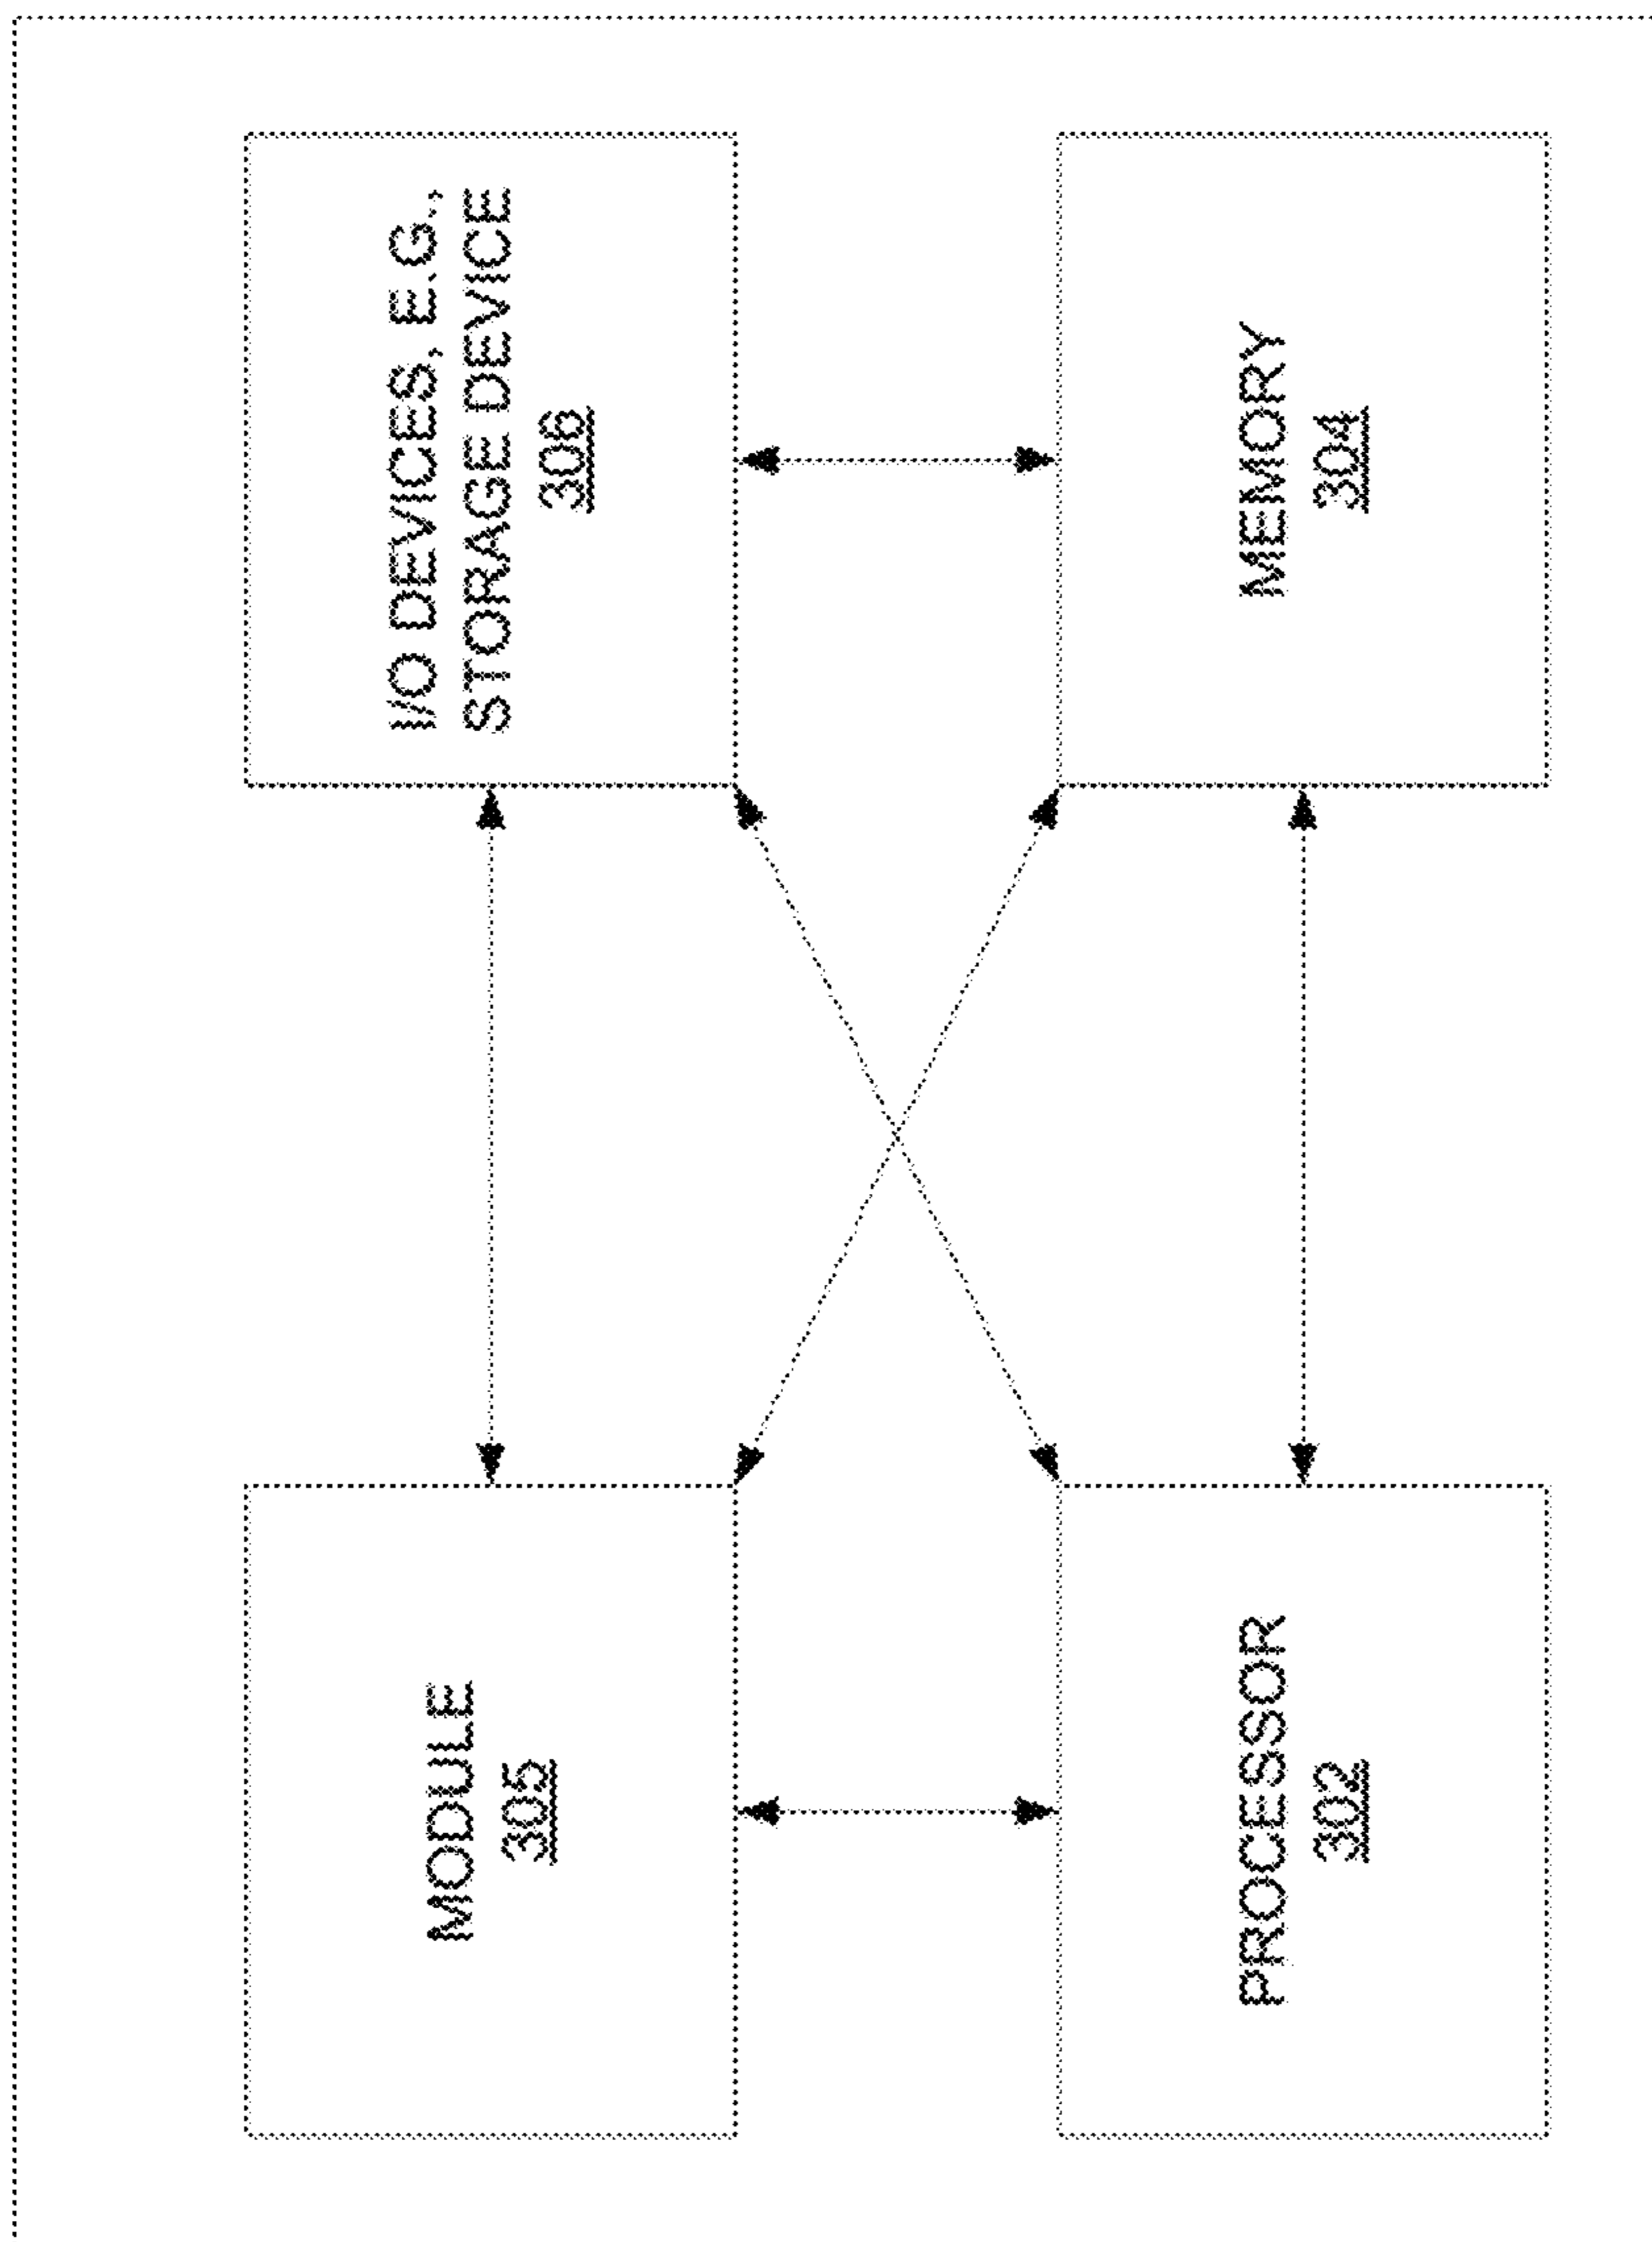 MODULE
305
I/O DEVICES, E.G.,
STORAGE DEVICE
306
PROCESSOR
302
MEMORY
304